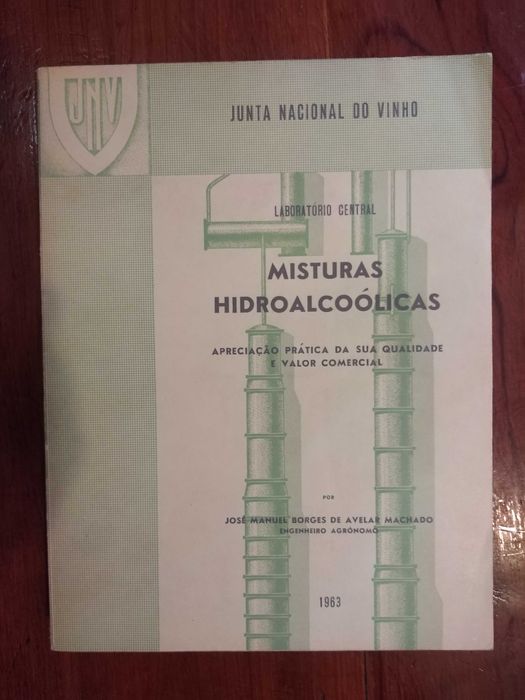 JNV
JUNTA NACIONAL DO VINHO
LABORATÓRIO CENTRAL
MISTURAS
HIDROALCOÓLICAS
APRECIAÇÃO PRÁTICA DA SUA QUALIDADE
E VALOR COMERCIAL
POR
JOSÉ MANUEL BORGES DE AVELAR MACHADO
ENGENHEIRO AGRÓNOMO
1963